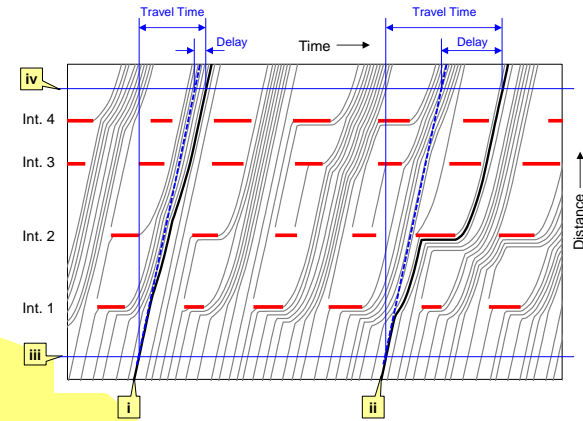 Travel Time Travel Time
Delay Time Delay
iv
Int. 4
Int. 3
Int. 2
Int. 1
iii
i ii
Distance